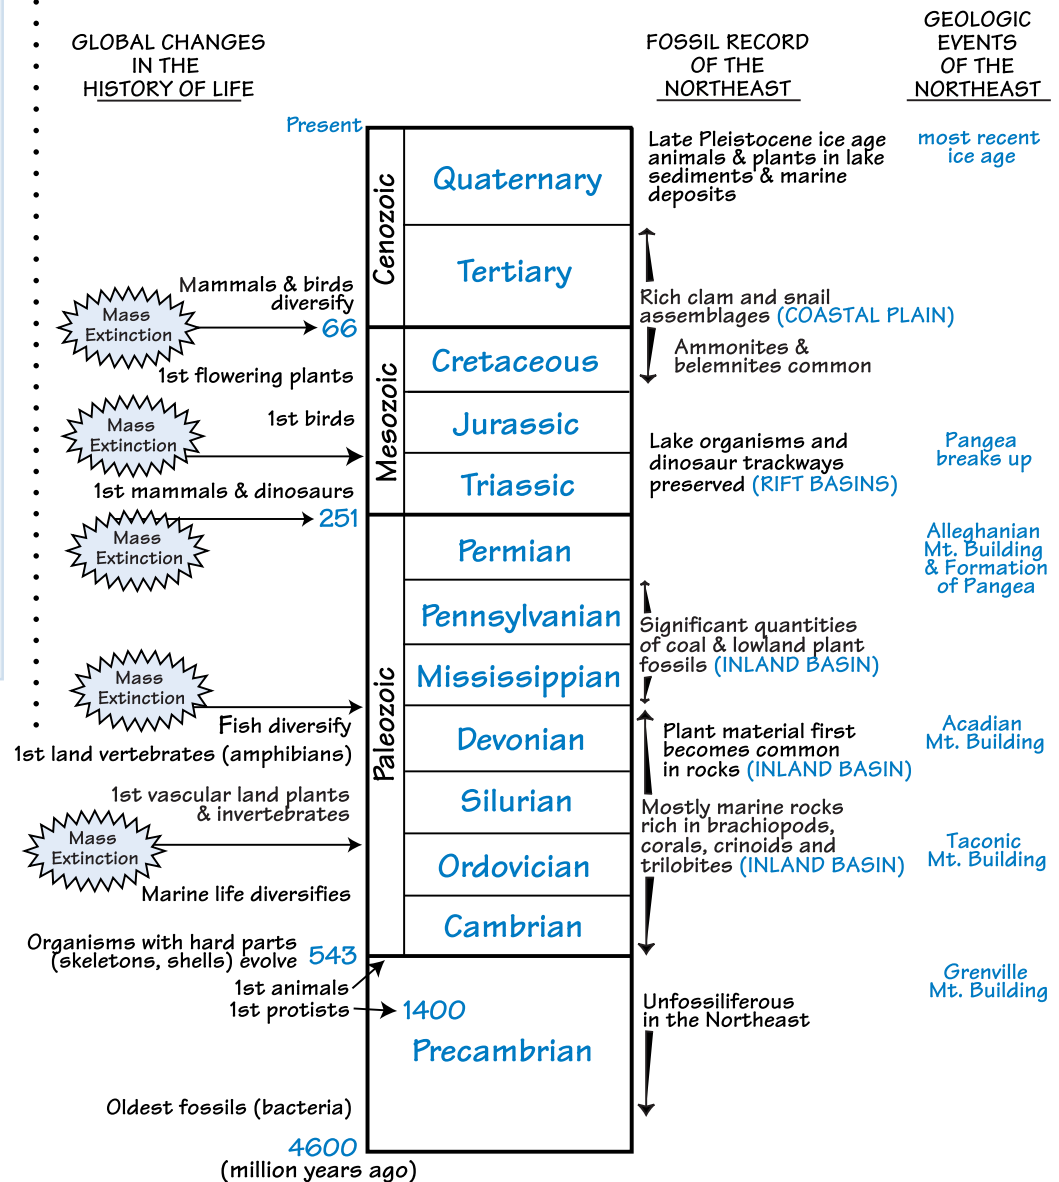 GLOBAL CHANGES
IN THE
HISTORY OF LIFE
FOSSIL RECORD
OF THE
NORTHEAST
GEOLOGIC
EVENTS
OF THE
NORTHEAST
Present
Cenozoic
Quaternary
Late Pleistocene ice age
animals & plants in lake
sediments & marine
deposits
most recent
ice age
Tertiary
Mammals & birds
diversify
Mass
Extinction
66
Rich clam and snail
assemblages (COASTAL PLAIN)
Mesozoic
Cretaceous
Ammonites &
belemnites common
1st flowering plants
1st birds
Mass
Extinction
Jurassic
Lake organisms and
dinosaur trackways
preserved (RIFT BASINS)
Pangea
breaks up
Triassic
1st mammals & dinosaurs
251
Mass
Extinction
Paleozoic
Permian
Alleghanian
Mt. Building
& Formation
of Pangea
Pennsylvanian
Significant quantities
of coal & lowland plant
fossils (INLAND BASIN)
Mississippian
Mass
Extinction
Fish diversify
1st land vertebrates (amphibians)
Devonian
Plant material first
becomes common
in rocks (INLAND BASIN)
Acadian
Mt. Building
1st vascular land plants
& invertebrates
Silurian
Mostly marine rocks
rich in brachiopods,
corals, crinoids and
trilobites (INLAND BASIN)
Mass
Extinction
Ordovician
Taconic
Mt. Building
Marine life diversifies
Cambrian
Organisms with hard parts
(skeletons, shells) evolve
543
1st animals
1st protists
1400
Precambrian
Unfossiliferous
in the Northeast
Grenville
Mt. Building
Oldest fossils (bacteria)
4600
(million years ago)